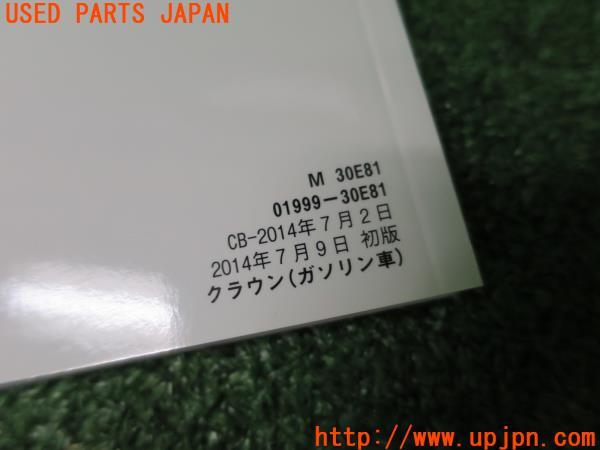 USED PARTS JAPAN
M 30E81
01999-30E81
CB-2014年7月2日
2014年7月9日 初版
クラウン(ガソリン車)
http://www.upjpn.com